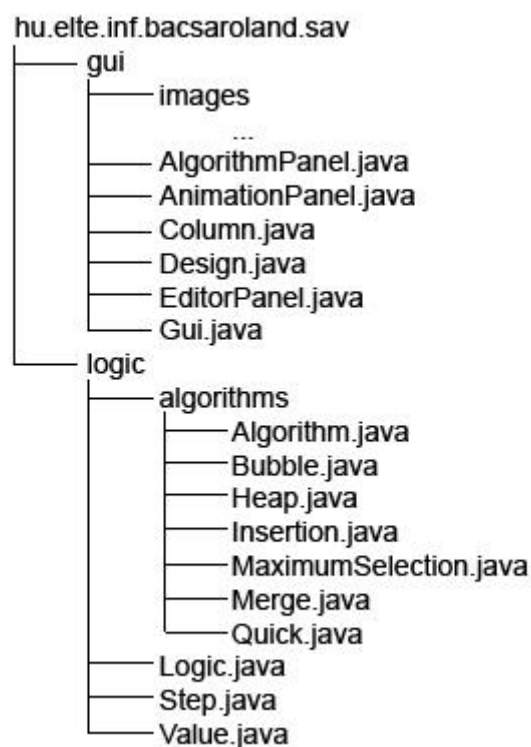 hu.elte.inf.bacsaroland.sav
gui
images
...
AlgorithmPanel.java
AnimationPanel.java
Column.java
Design.java
EditorPanel.java
Gui.java
logic
algorithms
Algorithm.java
Bubble.java
Heap.java
Insertion.java
MaximumSelection.java
Merge.java
Quick.java
Logic.java
Step.java
Value.java